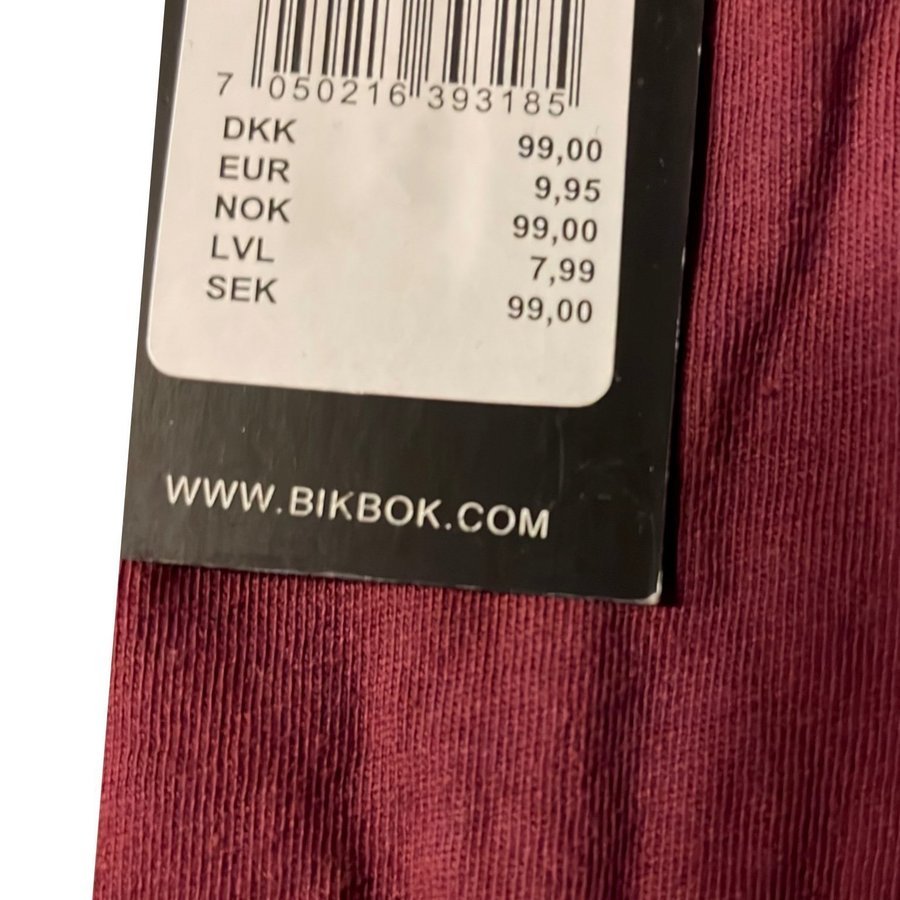 7 050216 393185
DKK 99,00
EUR 9,95
NOK 99,00
LVL 7,99
SEK 99,00
WWW.BIKBOK.COM